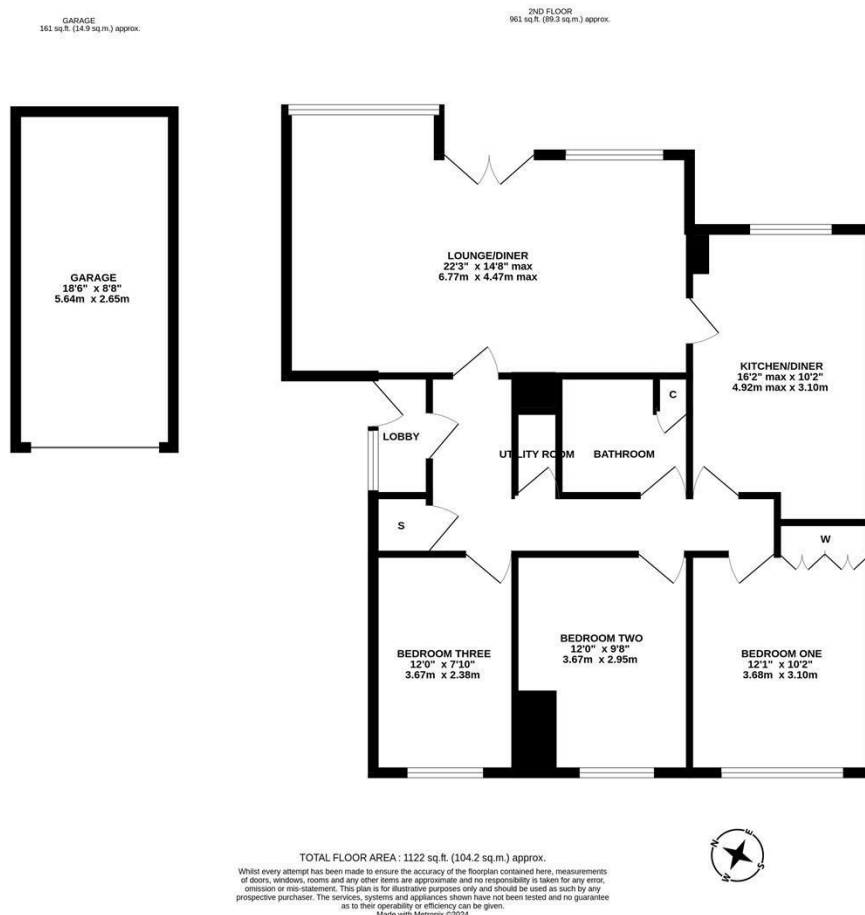 GARAGE
161 sq.ft. (14.9 sq.m.) approx.
2ND FLOOR
961 sq.ft. (89.3 sq.m.) approx.
GARAGE
18'6" x 8'8"
5.64m x 2.65m
LOUNGE/DINER
22'3" x 14'8" max
6.77m x 4.47m max
KITCHEN/DINER
16'2" max x 10'2"
4.92m max x 3.10m
C
LOBBY
UTILITY ROOM
BATHROOM
S
W
BEDROOM THREE
12'0" x 7'10"
3.67m x 2.38m
BEDROOM TWO
12'0" x 9'8"
3.67m x 2.95m
BEDROOM ONE
12'1" x 10'2"
3.68m x 3.10m
N
E
S
W
TOTAL FLOOR AREA : 1122 sq.ft. (104.2 sq.m.) approx.
Whilst every attempt has been made to ensure the accuracy of the floorplan contained here, measurements
of doors, windows, rooms and any other items are approximate and no responsibility is taken for any error,
omission or mis-statement. This plan is for illustrative purposes only and should be used as such by any
prospective purchaser. The services, systems and appliances shown have not been tested and no guarantee
as to their operability or efficiency can be given.
Made with Metropix ©2024